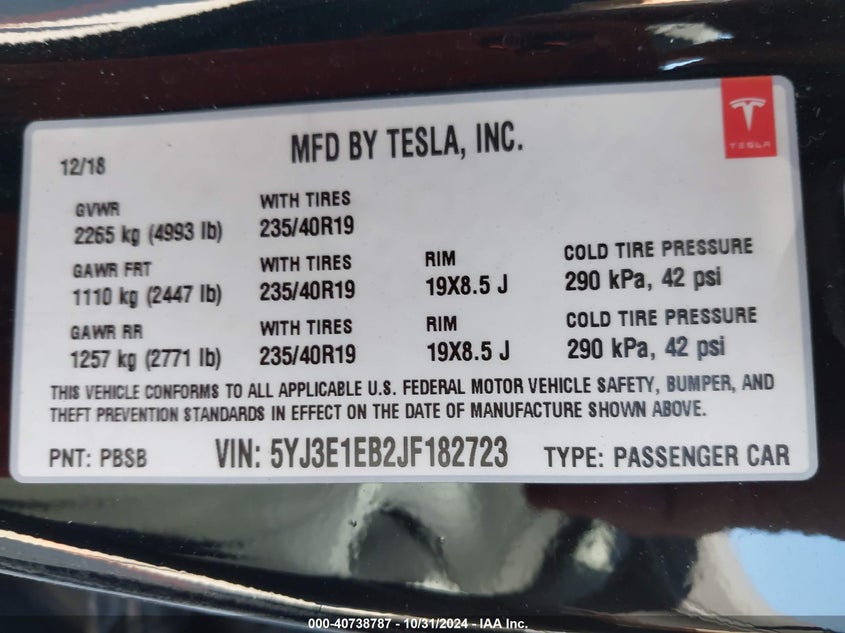 MFD BY TESLA, INC.
TESLA
12/18
GVWR WITH TIRES
2265 kg (4993 lb) 235/40R19
GAWR FRT WITH TIRES RIM COLD TIRE PRESSURE
1110 kg (2447 lb) 235/40R19 19X8.5 J 290 kPa, 42 psi
GAWR RR WITH TIRES RIM COLD TIRE PRESSURE
1257 kg (2771 lb) 235/40R19 19X8.5 J 290 kPa, 42 psi
THIS VEHICLE CONFORMS TO ALL APPLICABLE U.S. FEDERAL MOTOR VEHICLE SAFETY, BUMPER, AND
THEFT PREVENTION STANDARDS IN EFFECT ON THE DATE OF MANUFACTURE SHOWN ABOVE.
PNT: PBSB VIN: 5YJ3E1EB2JF182723 TYPE: PASSENGER CAR
000-40738787 - 10/31/2024 - IAA Inc.